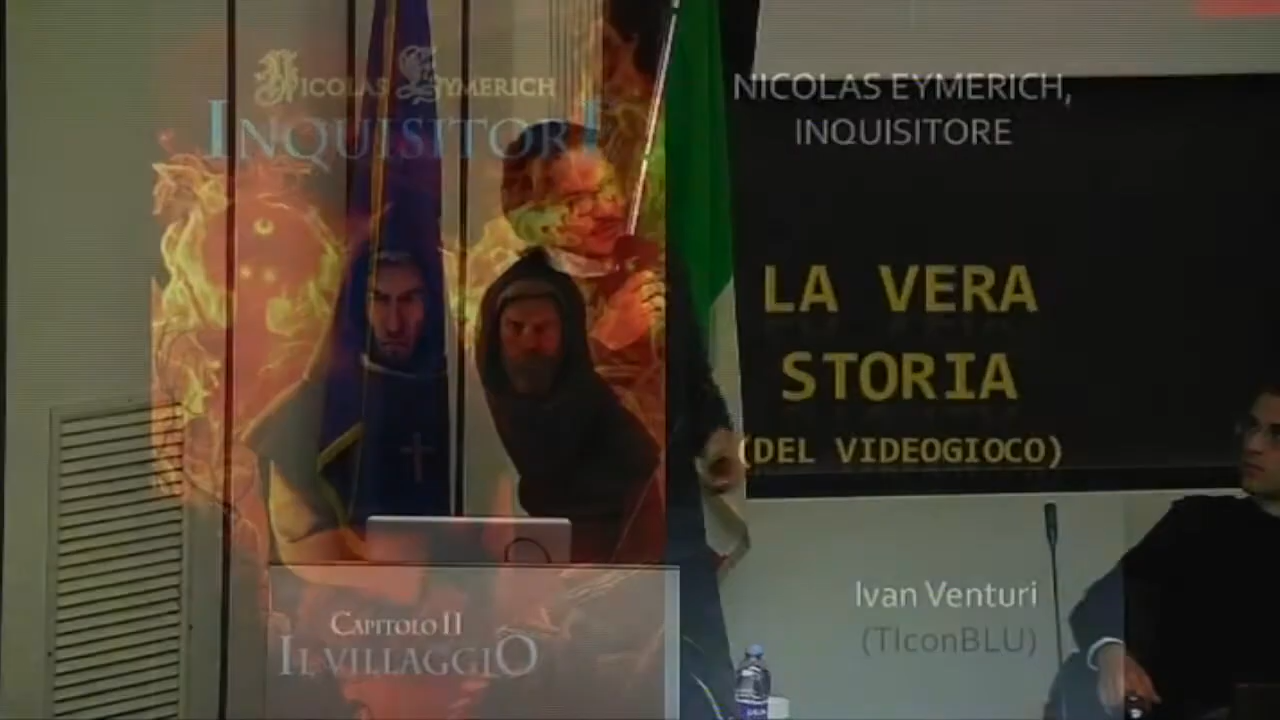 NICOLAS EYMERICH
INQUISITORE
CAPITOLO II
IL VILLAGGIO
NICOLAS EYMERICH,
INQUISITORE
LA VERA
STORIA
(DEL VIDEOGIOCO)
Ivan Venturi
(TIconBLU)